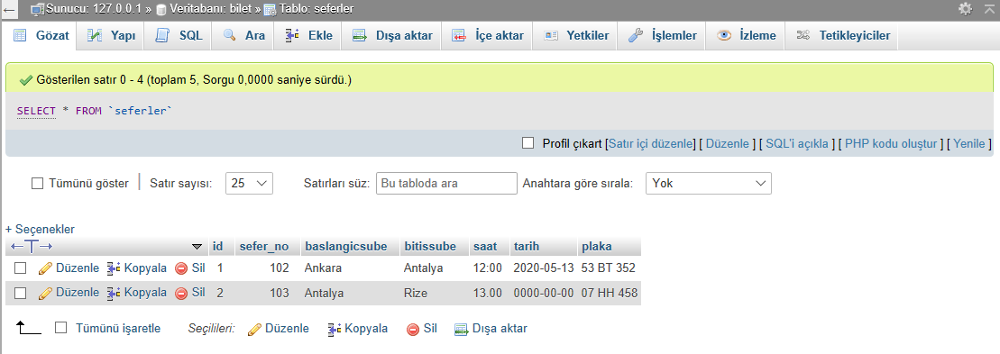 Sunucu: 127.0.0.1 » Veritabanı: bilet » Tablo: seferler
Gözat Yapı SQL Ara Ekle Dışa aktar İçe aktar Yetkiler İşlemler İzleme Tetikleyiciler
Gösterilen satır 0 - 4 (toplam 5, Sorgu 0,0000 saniye sürdü.)
SELECT * FROM `seferler`
Profil çıkart [Satır içi düzenle] [ Düzenle ] [ SQL'i açıkla ] [ PHP kodu oluştur ] [ Yenile ]
Tümünü göster Satır sayısı: 25 Satırları süz: Bu tabloda ara Anahtara göre sırala: Yok
+ Seçenekler
←T→ id sefer_no baslangicsube bitissube saat tarih plaka
Düzenle Kopyala Sil 1 102 Ankara Antalya 12:00 2020-05-13 53 BT 352
Düzenle Kopyala Sil 2 103 Antalya Rize 13.00 0000-00-00 07 HH 458
Tümünü işaretle Seçilileri: Düzenle Kopyala Sil Dışa aktar